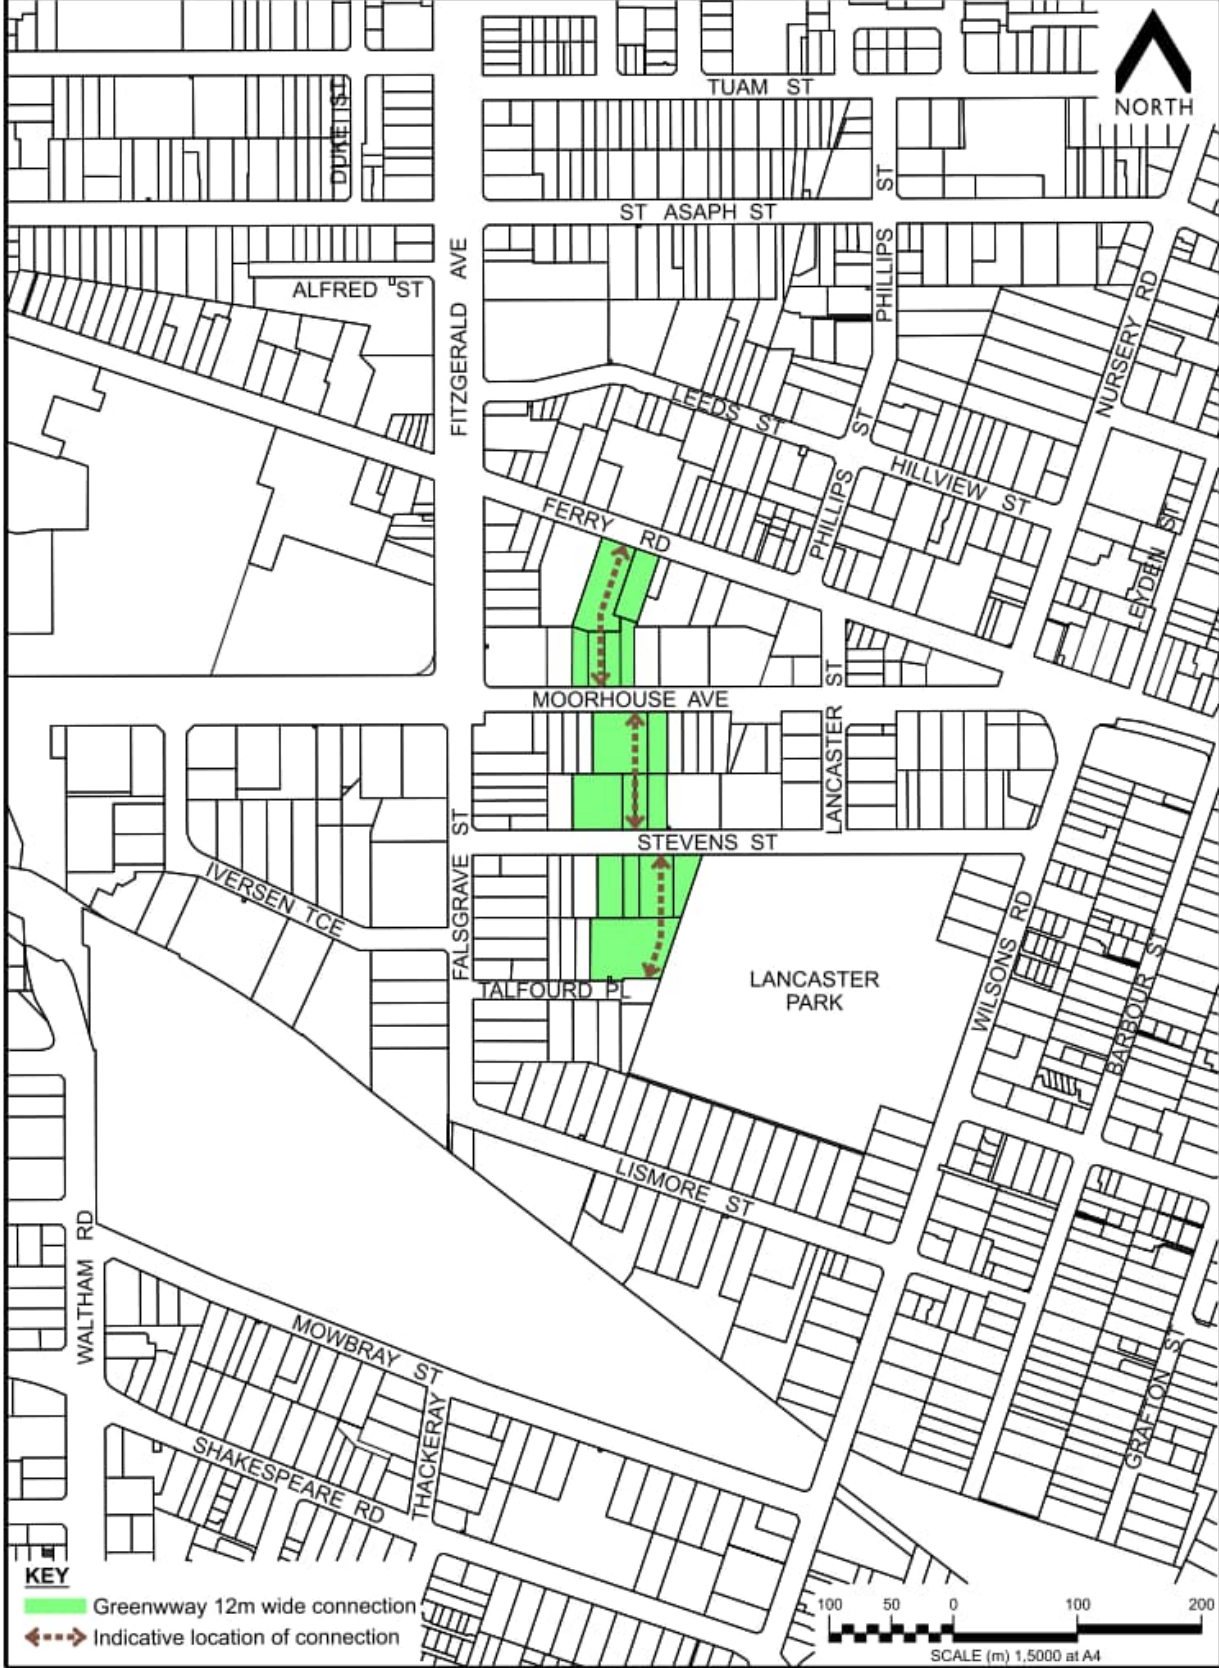 TUAM ST
NORTH
DUKE ST
ST
ST ASAPH ST
PHILLIPS
FITZGERALD AVE
ALFRED ST
NURSERY RD
LEEDS ST
PHILLIPS ST
HILLVIEW ST
FERRY RD
LEYDEN ST
MOORHOUSE AVE
LANCASTER ST
LANCASTER
STEVENS ST
FALSGRAVE ST
IVERSEN TCE
WILSONS RD
BARBOUR ST
TALFOURD PL
LANCASTER
PARK
LISMORE ST
WALTHAM RD
MOWBRAY ST
THACKERAY
GRAFTON ST
SHAKESPEARE RD
KEY
Greenwway 12m wide connection
Indicative location of connection
100 50 0 100 200
SCALE (m) 1,5000 at A4